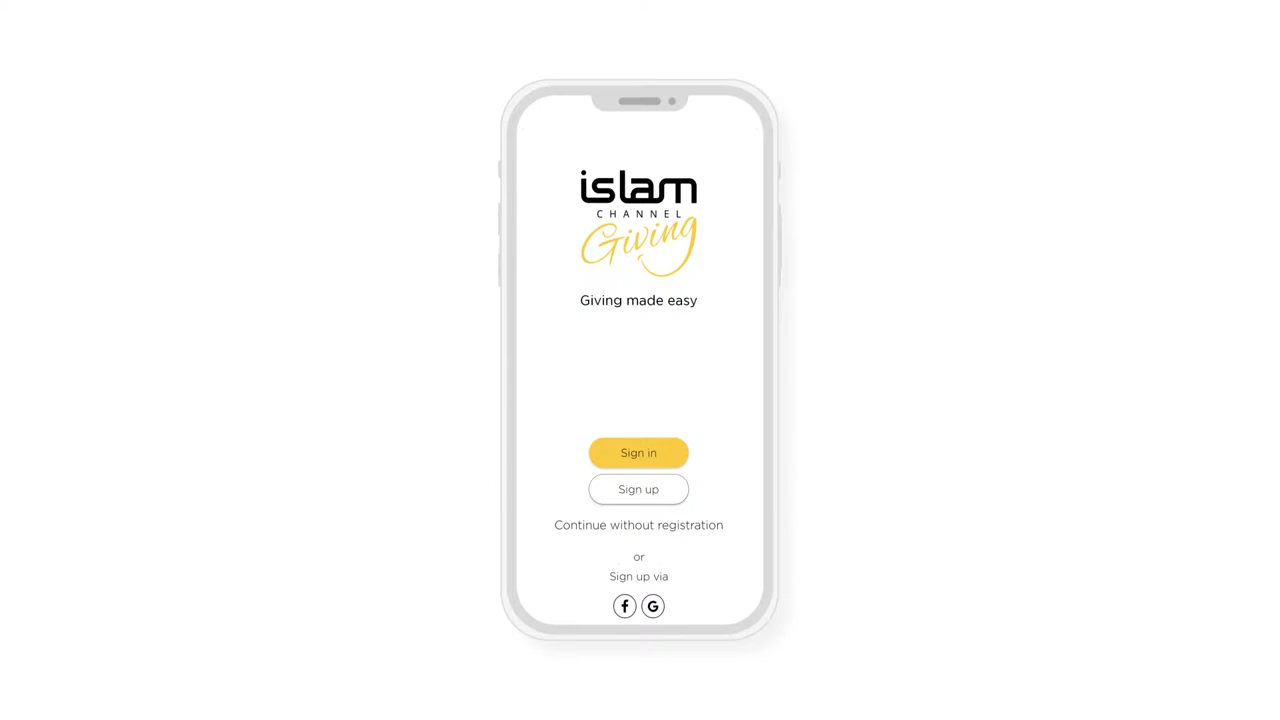 islam
CHANNEL
Giving
Giving made easy
Sign in
Sign up
Continue without registration
or
Sign up via
f G